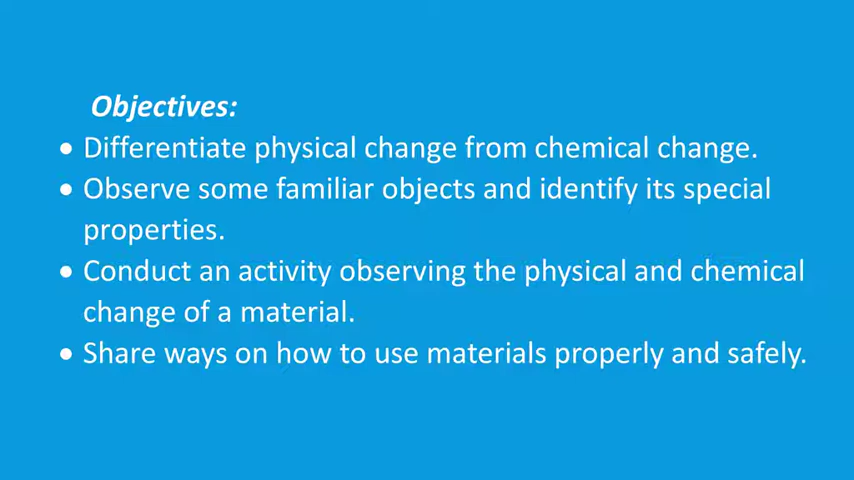 Objectives:
• Differentiate physical change from chemical change.
• Observe some familiar objects and identify its special
properties.
• Conduct an activity observing the physical and chemical
change of a material.
• Share ways on how to use materials properly and safely.